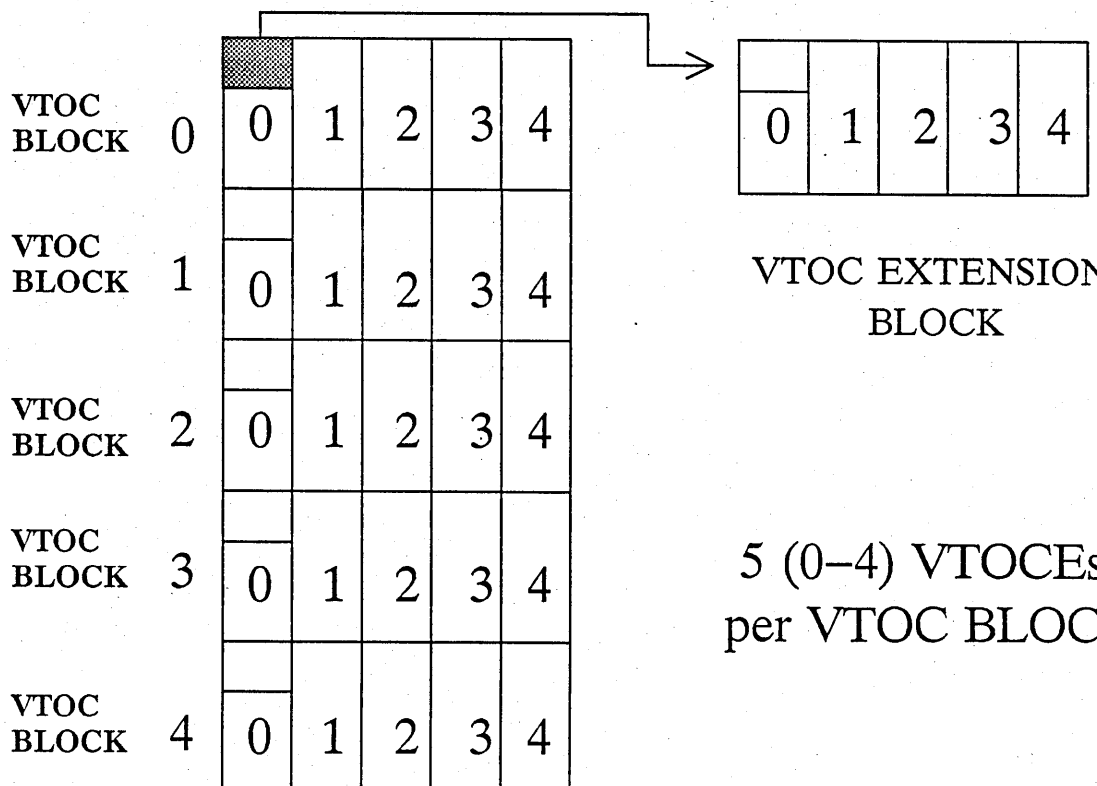 VTOC
BLOCK 0 0 1 2 3 4
VTOC
BLOCK 1 0 1 2 3 4
VTOC
BLOCK 2 0 1 2 3 4
VTOC
BLOCK 3 0 1 2 3 4
VTOC
BLOCK 4 0 1 2 3 4
0 1 2 3 4
VTOC EXTENSION
BLOCK
5 (0–4) VTOCEs
per VTOC BLOC